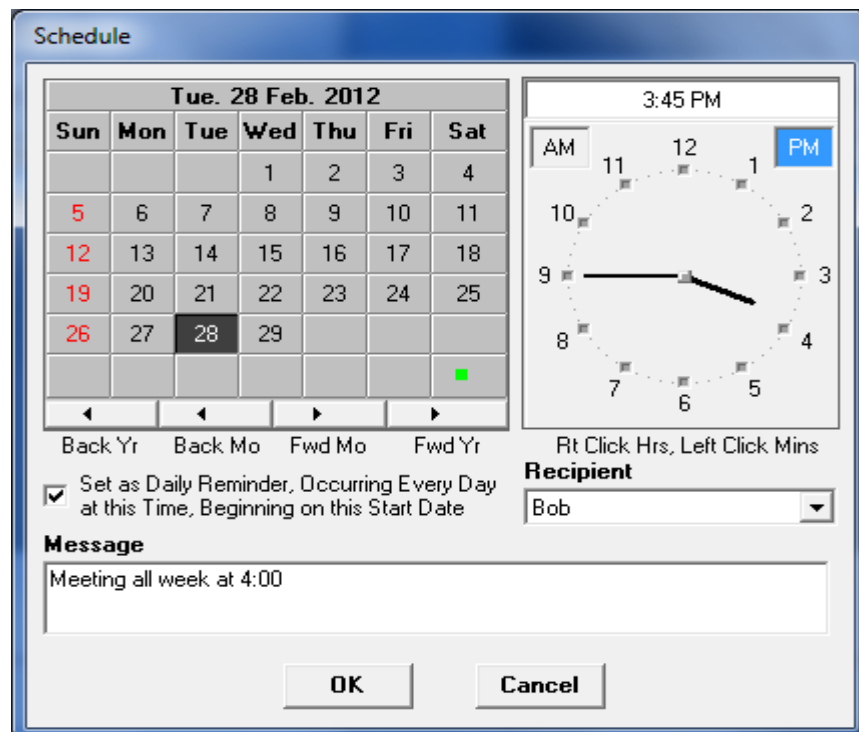 Schedule
Tue. 28 Feb. 2012
Sun Mon Tue Wed Thu Fri Sat
1 2 3 4
5 6 7 8 9 10 11
12 13 14 15 16 17 18
19 20 21 22 23 24 25
26 27 28 29
Back Yr Back Mo Fwd Mo Fwd Yr
3:45 PM
AM PM
12
11 1
10 2
9 3
8 4
7 5
6
Rt Click Hrs, Left Click Mins
Set as Daily Reminder, Occurring Every Day
at this Time, Beginning on this Start Date
Recipient
Bob
Message
Meeting all week at 4:00
OK Cancel